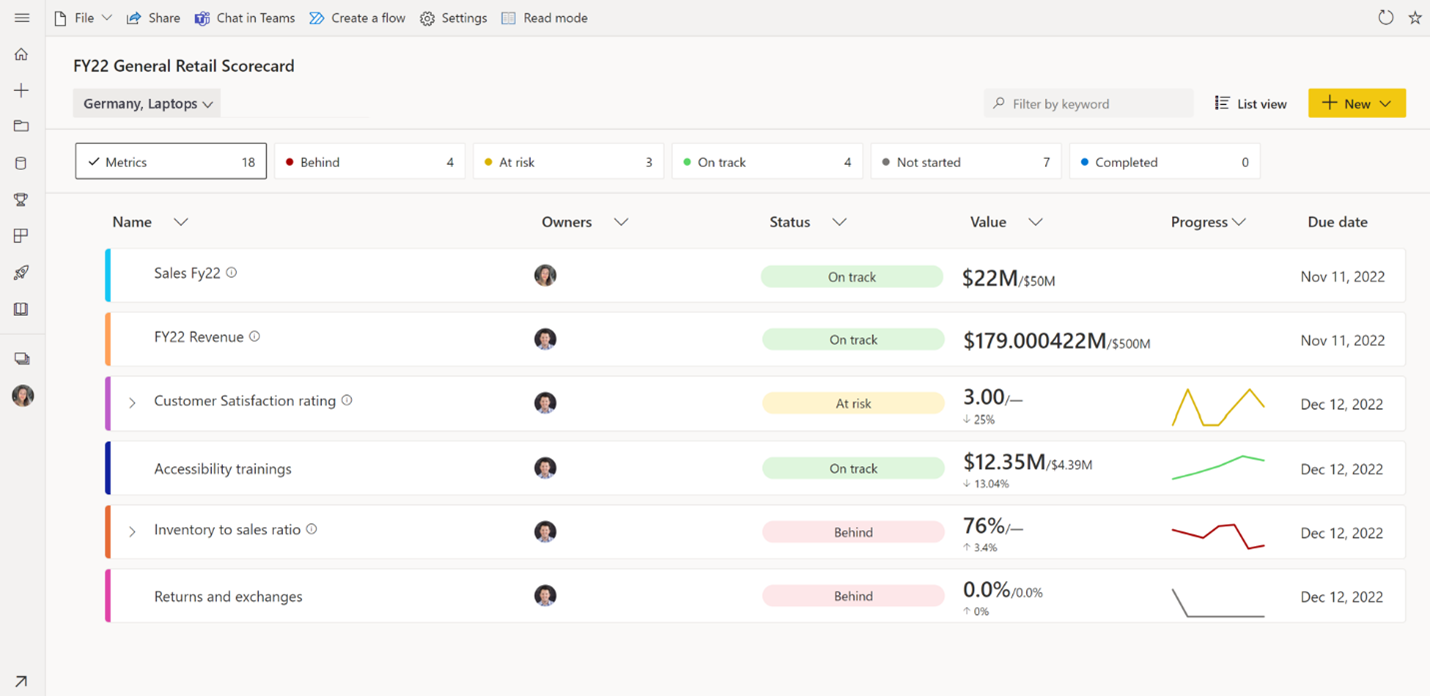 File Share Chat in Teams Create a flow Settings Read mode
FY22 General Retail Scorecard
Germany, Laptops Filter by keyword List view New
Metrics 18 Behind 4 At risk 3 On track 4 Not started 7 Completed 0
Name Owners Status Value Progress Due date
Sales Fy22 On track $22M/$50M Nov 11, 2022
FY22 Revenue On track $179.000422M/$500M Nov 11, 2022
Customer Satisfaction rating At risk 3.00/— Dec 12, 2022
↓ 25%
Accessibility trainings On track $12.35M/$4.39M Dec 12, 2022
↓ 13.04%
Inventory to sales ratio Behind 76%/— Dec 12, 2022
↑ 3.4%
Returns and exchanges Behind 0.0%/0.0% Dec 12, 2022
↑ 0%